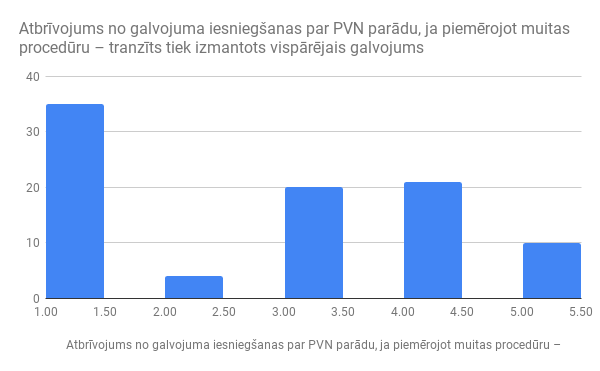 Atbrīvojums no galvojuma iesniegšanas par PVN parādu, ja piemērojot muitas
procedūru – tranzīts tiek izmantots vispārējais galvojums
40
30
20
10
0
1.00 1.50 2.00 2.50 3.00 3.50 4.00 4.50 5.00 5.50
Atbrīvojums no galvojuma iesniegšanas par PVN parādu, ja piemērojot muitas procedūru –